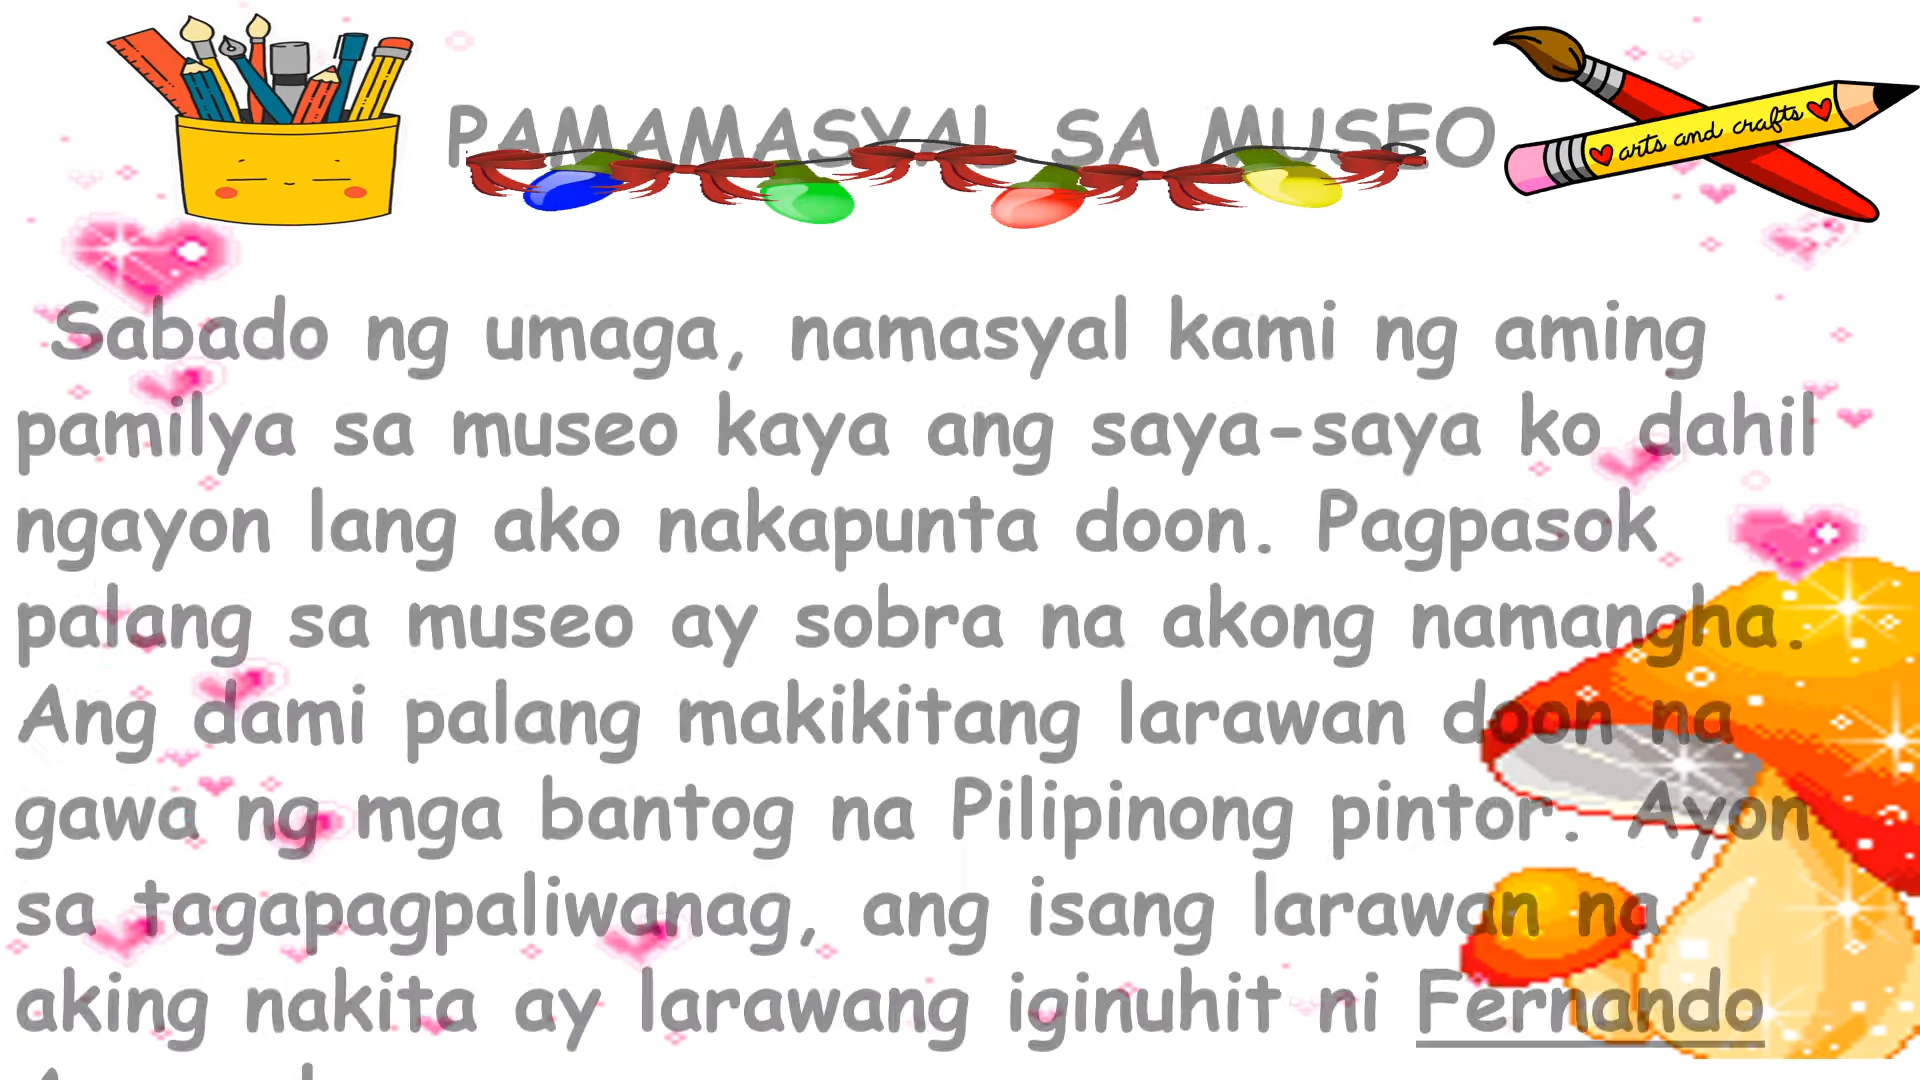 PAMAMASYAL SA MUSEO
arts and crafts
Sabado ng umaga, namasyal kami ng aming
pamilya sa museo kaya ang saya-saya ko dahil
ngayon lang ako nakapunta doon. Pagpasok
palang sa museo ay sobra na akong namangha.
Ang dami palang makikitang larawan doon na
gawa ng mga bantog na Pilipinong pintor. Ayon
sa tagapagpaliwanag, ang isang larawan na
aking nakita ay larawang iginuhit ni Fernando